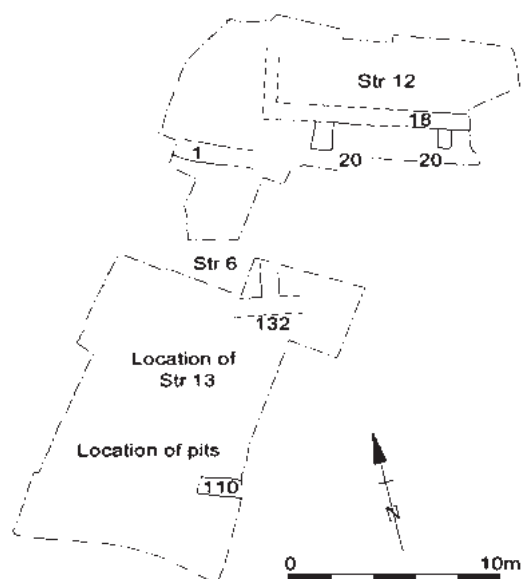 Str 12
18
1
20 20
Str 6
132
Location of
Str 13
Location of pits
110
N
0 10m